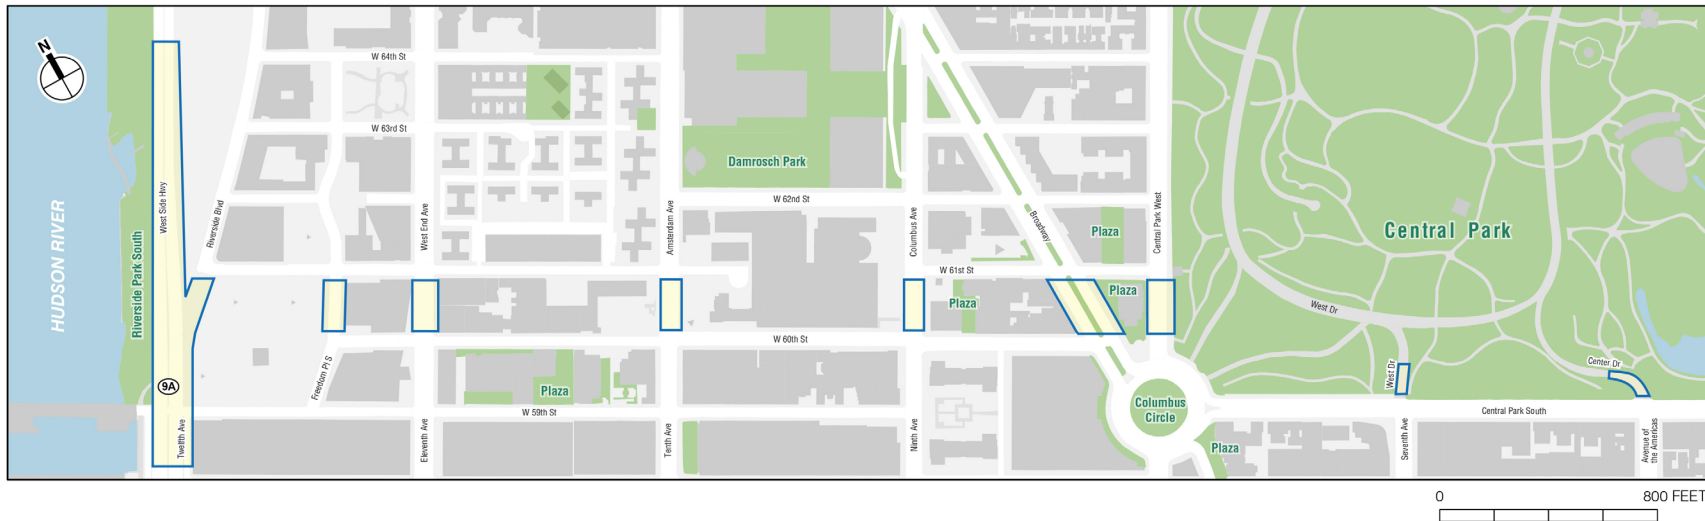 N
W 64th St
W 63rd St
Damrosch Park
W 62nd St
HUDSON RIVER
Riverside Park South
West Side Hwy
Riverside Blvd
West End Ave
Amsterdam Ave
Columbus Ave
Broadway
Plaza
Central Park West
Central Park
W 61st St
Plaza
Plaza
West Dr
W 60th St
9A
Freedom Pl S
Plaza
West Dr
Center Dr
W 59th St
Columbus
Circle
Central Park South
Twelfth Ave
Eleventh Ave
Tenth Ave
Ninth Ave
Plaza
Seventh Ave
Avenue of
the Americas
0
800 FEET